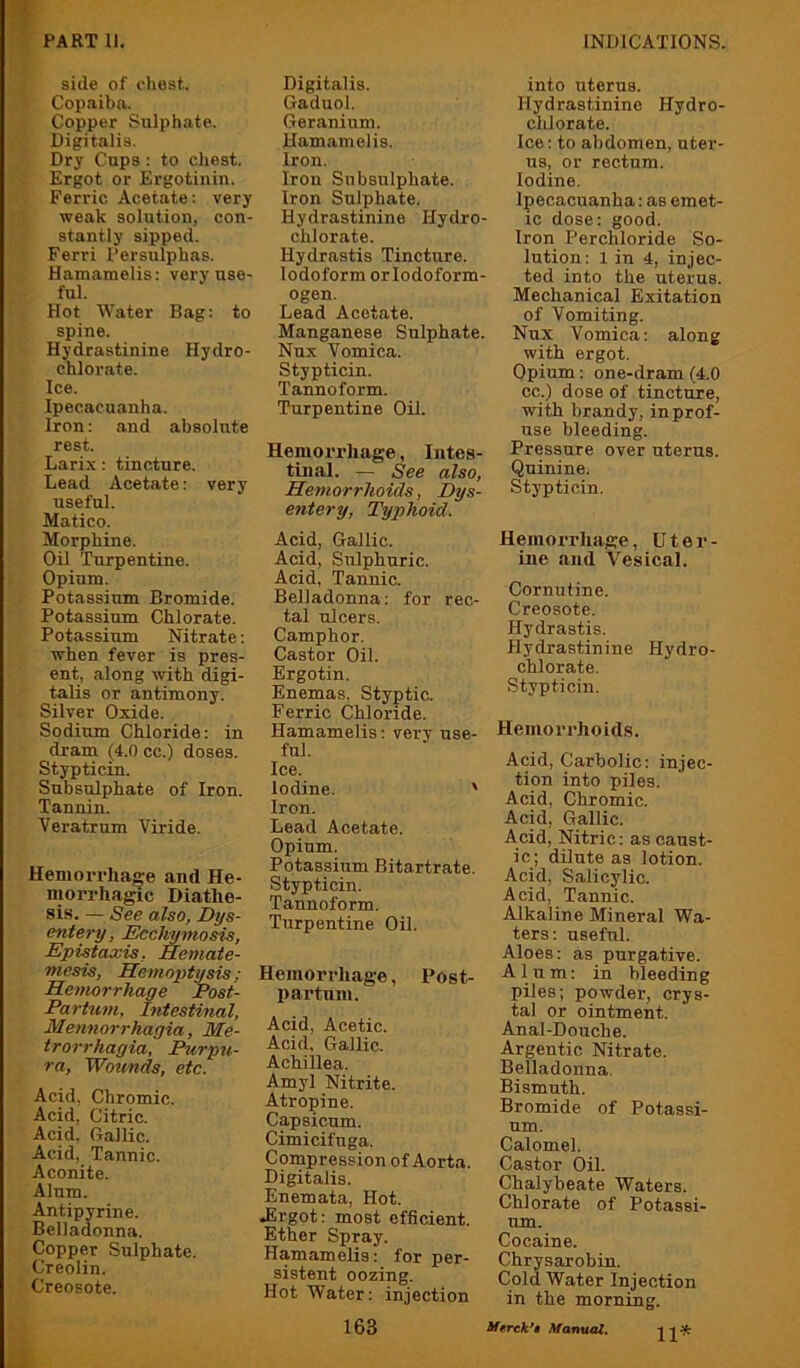 PART II.
INDICATIONS.
side of chest.
Copaiba.
Copper Sulphate.
Digitalis.
Dry Cups: to chest.
Ergot or Ergotinin.
Ferric Acetate: very
weak solution, con-
stantly sipped.
Ferri Persulphas.
Hamamelis: very use-
ful.
Hot Water Bag: to
spine.
Hydrastinine Hydro-
chlorate.
Ice.
Ipecacuanha.
Iron: and absolute
rest.
Larix: tincture.
Lead Acetate: very
useful.
Matico.
Morphine.
Oil Turpentine.
Opium.
Potassium Bromide.
Potassium Chlorate.
Potassium Nitrate:
when fever is pres-
ent, along with digi-
talis or antimony.
Silver Oxide.
Sodium Chloride: in
dram (4.0 cc.) doses.
Stypticin.
Subsulphate of Iron.
Tannin.
Veratrum Viride.
Hemorrhage and He-
morrhagic Diathe-
sis. — See also, Dys-
entery, Ecchymosis,
Epistaxis, Hemate-
mesis, Hemoptysis;
Hemorrhage Post-
Partum, Intestinal,
Mennorrhagia, Me-
trorrhagia, Purpu-
ra, Wounds, etc.
Acid, Chromic.
Acid, Citric.
Acid, Gallic.
Acid, Tannic.
Aconite.
Alum.
Antipyrine.
Belladonna.
Copper Sulphate.
Creolin.
Creosote.
Digitalis.
Gaduol.
Geranium.
Hamamelis.
Iron.
Iron Subsulphate.
Iron Sulphate.
Hydrastinine Hydro-
chlorate.
Hydrastis Tincture.
Iodoform or Iodoform-
ogen.
Lead Acetate.
Manganese Sulphate.
Nux Vomica.
Stypticin.
Tannoform.
Turpentine Oil.
Hemorrhage, Intes-
tinal. — See also,
Hemorrhoids, Dys-
entery, Typhoid.
Acid, Gallic.
Acid, Sulphuric.
Acid, Tannic.
Belladonna: for rec-
tal ulcers.
Camphor.
Castor Oil.
Ergotin.
Enemas, Styptic.
Ferric Chloride.
Hamamelis: very use-
ful.
Ice.
Iodine.
Iron.
Lead Acetate.
Opium.
Potassium Bitartrate.
Stypticin.
Tannoform.
Turpentine Oil.
Hemorrhage, Post-
partum.
Acid, Acetic.
Acid, Gallic.
Achillea.
Amyl Nitrite.
Atropine.
Capsicum.
Cimicifuga.
Compression of Aorta.
Digitalis.
Enemata, Hot.
Ergot: most efficient.
Ether Spray.
Hamamelis: for per-
sistent oozing.
Hot Water: injection
into uterus.
Hydrastinine Hydro-
chlorate.
Ice: to abdomen, uter-
us, or rectum.
Iodine.
Ipecacuanha: as emet-
ic dose: good.
Iron Perchloride So-
lution: 1 in 4, injec-
ted into the uterus.
Mechanical Exitation
of Vomiting.
Nux Vomica: along
with ergot.
Opium: one-dram (4.0
cc.) dose of tincture,
with brandy, in prof-
use bleeding.
Pressure over uterus.
Quinine.
Stypticin.
Hemorrhage, Uter-
ine and Vesical.
Cornutine.
Creosote.
Hydrastis.
Hydrastinine Hydro-
chlorate.
Stypticin.
Hemorrhoids.
Acid, Carbolic: injec-
tion into piles.
Acid, Chromic.
Acid, Gallic.
Acid, Nitric: as caust-
ic; dilute as lotion.
Acid, Salicylic.
Acid, Tannic.
Alkaline Mineral Wa-
ters: useful.
Aloes: as purgative.
Alum: in bleeding
piles; powder, crys-
tal or ointment.
Anal-Douche.
Argentic Nitrate.
Belladonna.
Bismuth.
Bromide of Potassi-
um.
Calomel.
Castor Oil.
Chalybeate Waters.
Chlorate of Potassi-
um.
Cocaine.
Chrysarobin.
Cold Water Injection
in the morning.
163
Merck's Manual.
11*